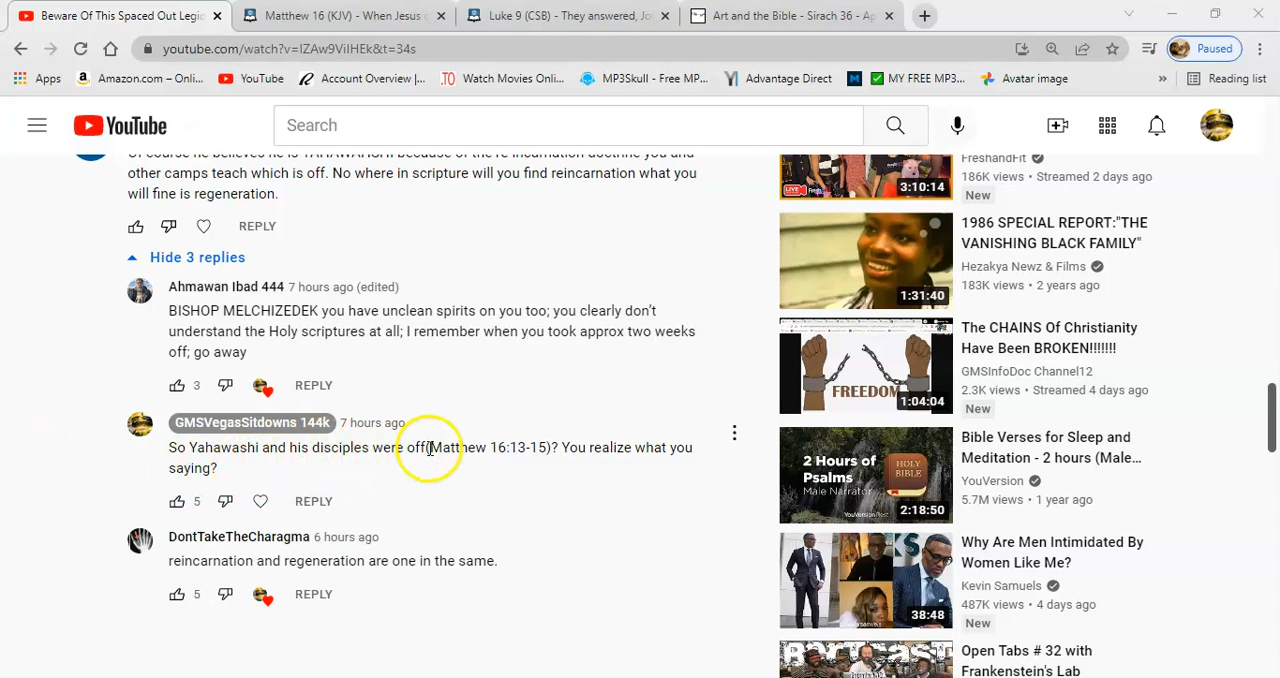 Beware Of This Spaced Out Legio
Matthew 16 (KJV) - When Jesus c
Luke 9 (CSB) - They answered, Jo
Art and the Bible - Sirach 36 - Ap
youtube.com/watch?v=IZAw9ViIHEk&t=34s
Paused
Apps
Amazon.com – Onli...
YouTube
Account Overview |...
Watch Movies Onli...
MP3Skull - Free MP...
Advantage Direct
MY FREE MP3...
Avatar image
»
Reading list
YouTube
Search
other camps teach which is off. No where in scripture will you find reincarnation what you
will fine is regeneration.
REPLY
Hide 3 replies
Ahmawan Ibad 444 7 hours ago (edited)
BISHOP MELCHIZEDEK you have unclean spirits on you too; you clearly don't
understand the Holy scriptures at all; I remember when you took approx two weeks
off; go away
3 REPLY
GMSVegasSitdowns 144k 7 hours ago
So Yahawashi and his disciples were off(Matthew 16:13-15)? You realize what you
saying?
5 REPLY
DontTakeTheCharagma 6 hours ago
reincarnation and regeneration are one in the same.
5 REPLY
LIVE
3:10:14
FreshandFit
186K views • Streamed 2 days ago
New
1:31:40
1986 SPECIAL REPORT:"THE
VANISHING BLACK FAMILY"
Hezakya Newz & Films
183K views • 2 years ago
FREEDOM
1:04:04
The CHAINS Of Christianity
Have Been BROKEN!!!!!!!
GMSInfoDoc Channel12
2.3K views • Streamed 4 days ago
New
2 Hours of
Psalms
Male Narrator
HOLY
BIBLE
YouVersion Rest
2:18:50
Bible Verses for Sleep and
Meditation - 2 hours (Male...
YouVersion
5.7M views • 1 year ago
KS
38:48
Why Are Men Intimidated By
Women Like Me?
Kevin Samuels
487K views • 4 days ago
New
Open Tabs # 32 with
Frankenstein's Lab